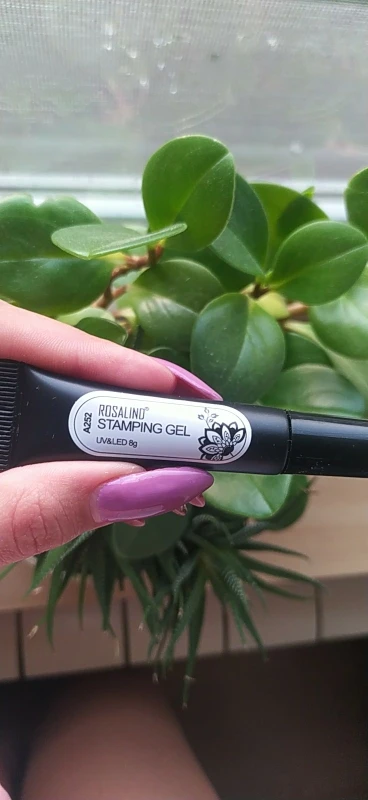 A252
ROSALIND®
STAMPING GEL
UV&LED 8g